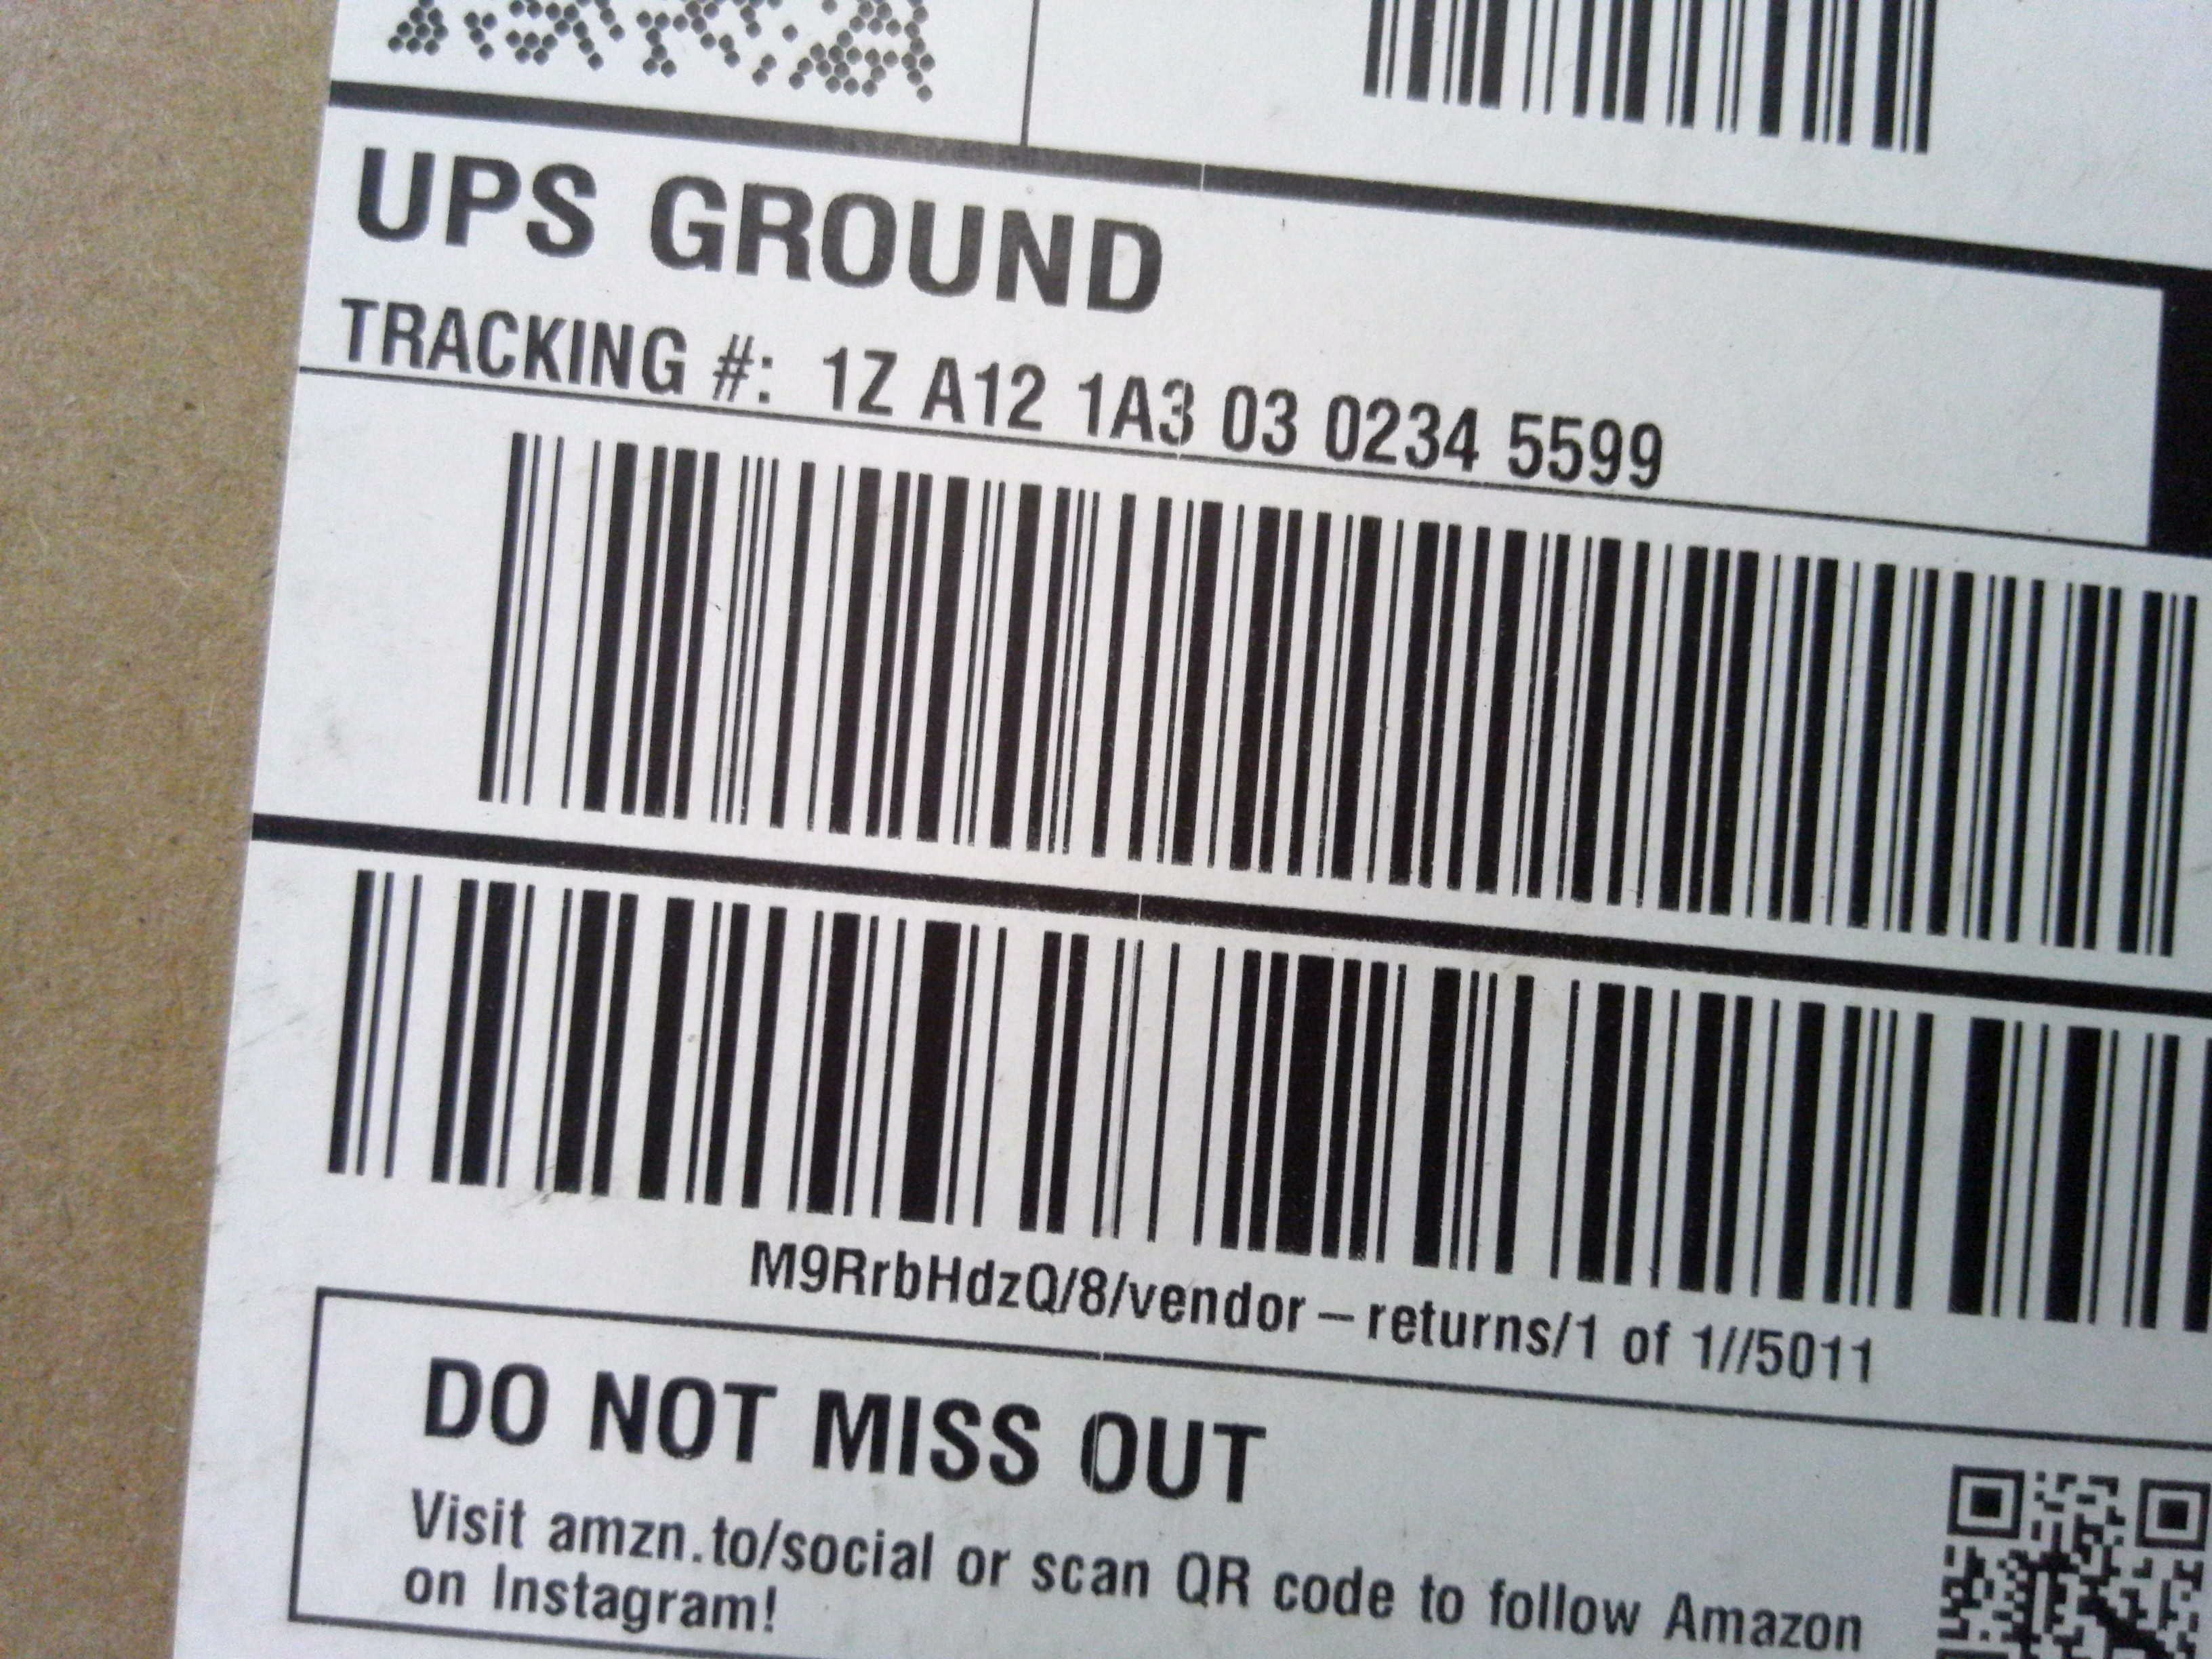 UPS GROUND
TRACKING #: 1Z A12 1A3 03 0234 5599
M9RrbHdzQ/8/vendor – returns/1 of 1//5011
DO NOT MISS OUT
Visit amzn.to/social or scan QR code to follow Amazon
on Instagram!